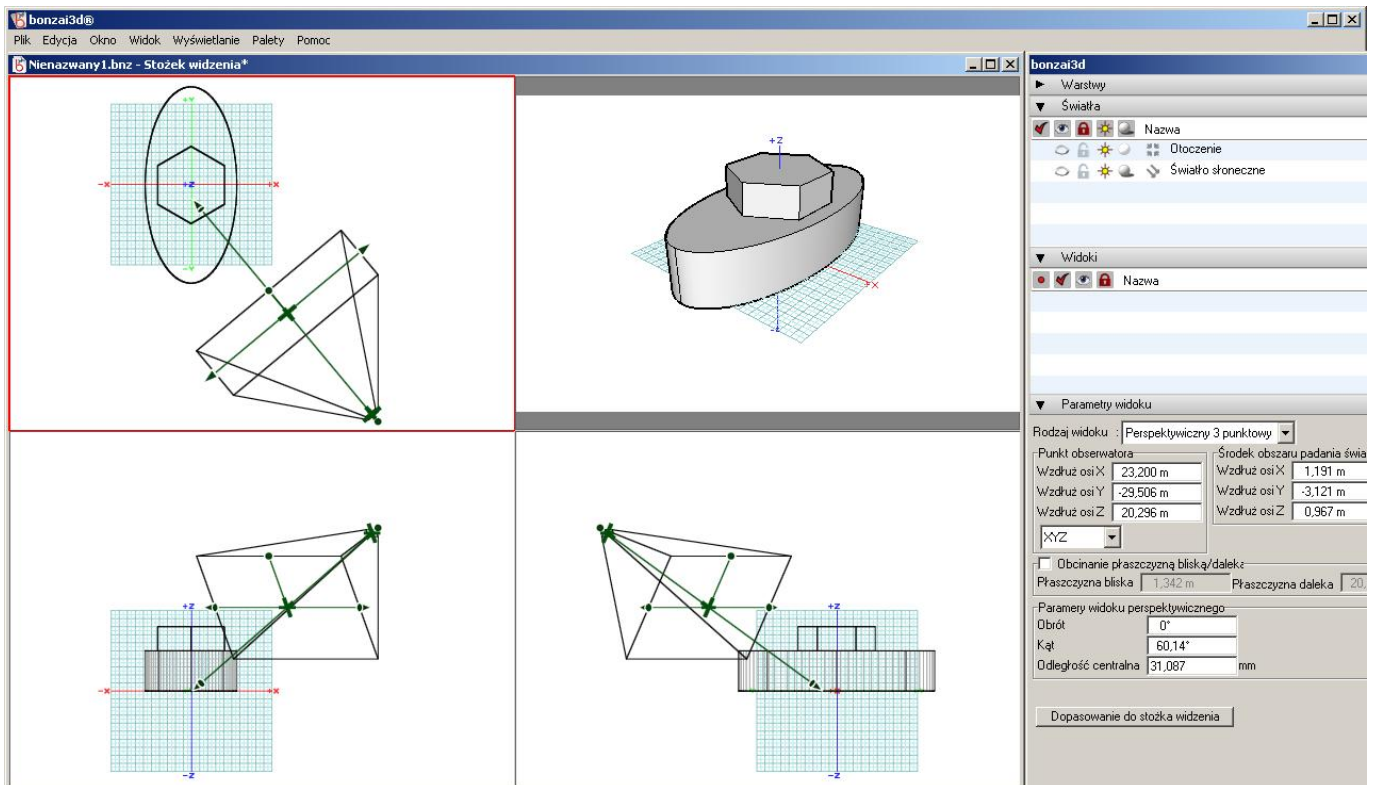 bonzai3d®
Plik Edycja Okno Widok Wyświetlanie Palety Pomoc
Nienazwany1.bnz - Stożek widzenia*
+Y
-X +Z +X
-Y
+Z
+X
-Z
+Z
-X +X
-Z
+Z
-Z
bonzai3d
Warstwy
Światła
Nazwa
Otoczenie
Światło słoneczne
Widoki
Nazwa
Parametry widoku
Rodzaj widoku : Perspektywiczny 3 punktowy
Punkt obserwatora Środek obszaru padania świa
Wzdłuż osi X 23,200 m Wzdłuż osi X 1,191 m
Wzdłuż osi Y -29,506 m Wzdłuż osi Y -3,121 m
Wzdłuż osi Z 20,296 m Wzdłuż osi Z 0,967 m
XYZ
Obcinanie płaszczyzną bliską/daleką
Płaszczyzna bliska 1,342 m Płaszczyzna daleka 20,
Paramery widoku perspektywicznego
Obrót 0°
Kąt 60,14°
Odległość centralna 31,087 mm
Dopasowanie do stożka widzenia